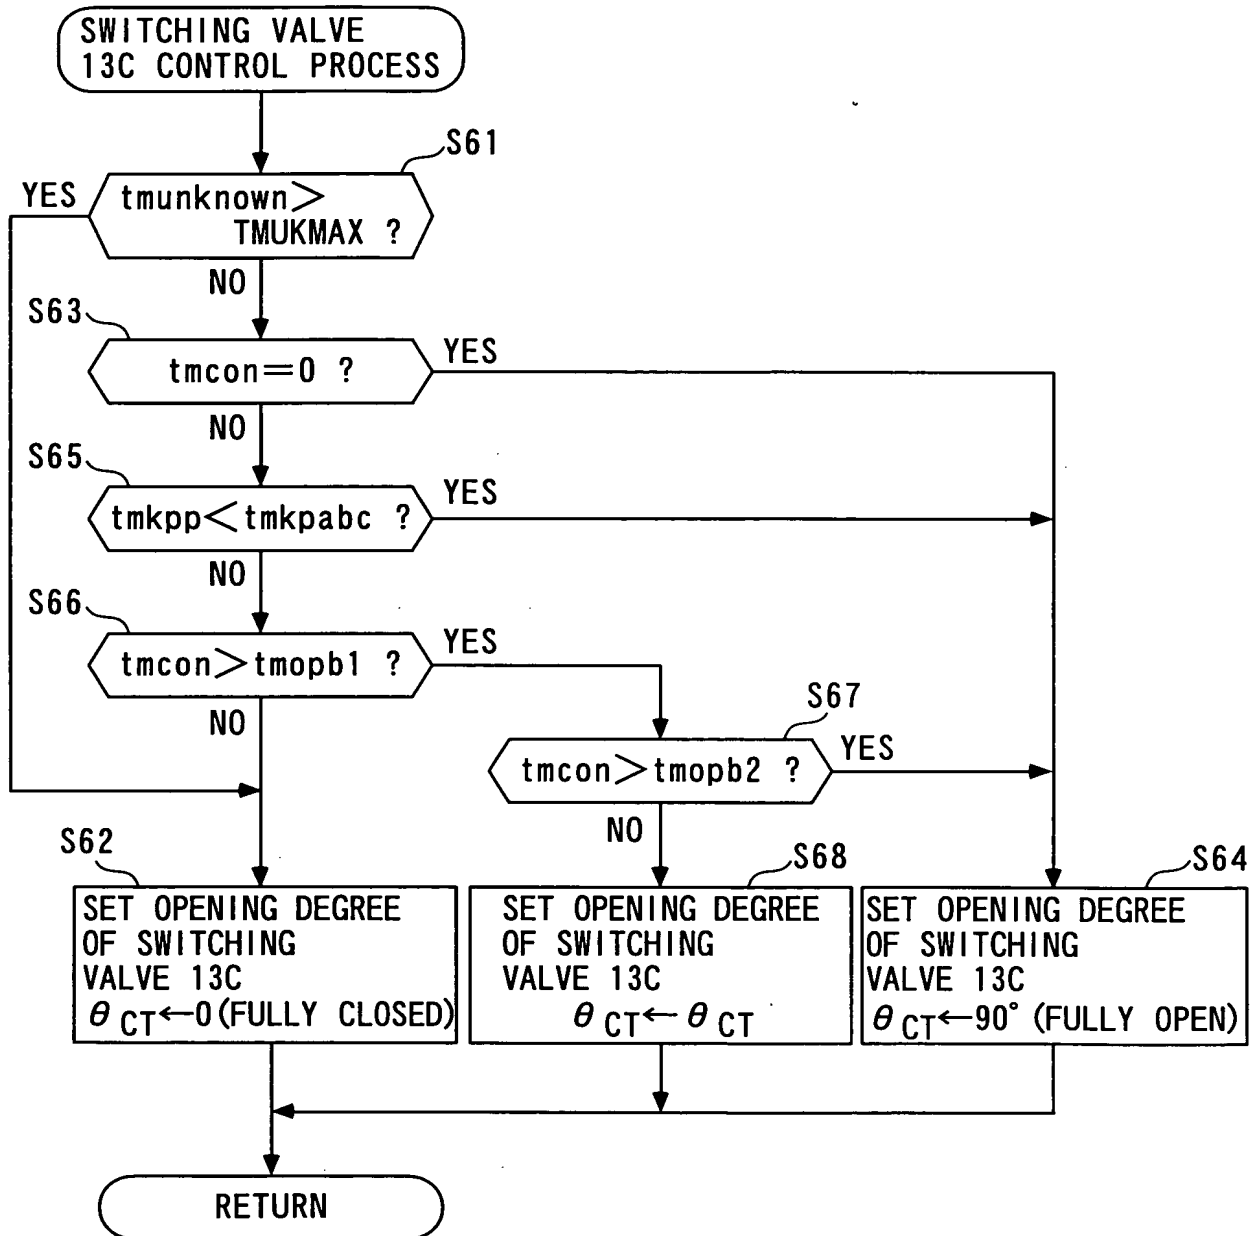 SWITCHING VALVE
13C CONTROL PROCESS
S61
YES
tmunknown>
TMUKMAX ?
NO
S63
tmcon=0 ?
YES
NO
S65
tmkpp<tmkpabc ?
YES
NO
S66
tmcon>tmopb1 ?
YES
NO
S67
tmcon>tmopb2 ?
YES
NO
S62
SET OPENING DEGREE
OF SWITCHING
VALVE 13C
θCT←0(FULLY CLOSED)
S68
SET OPENING DEGREE
OF SWITCHING
VALVE 13C
θCT←θCT
S64
SET OPENING DEGREE
OF SWITCHING
VALVE 13C
θCT←90°(FULLY OPEN)
RETURN